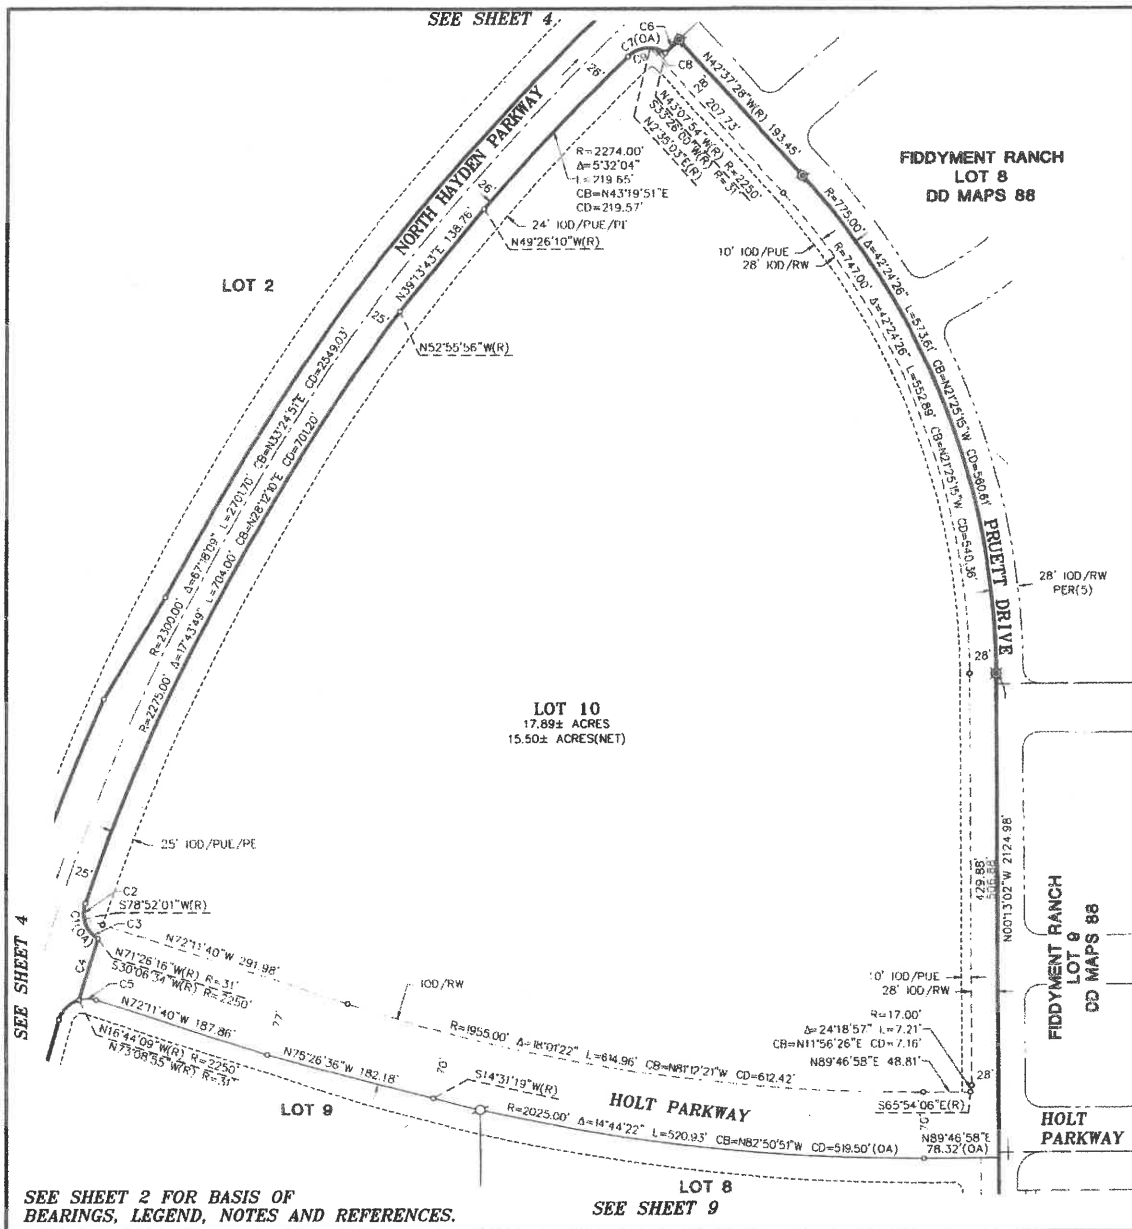 SEE SHEET 4
C6
C7(OA)
C9
C8
26'
NORTH HAYDEN PARKWAY
N42°37'28"W(R) 193.45'
28'
207.73'
N43°07'54"W(R) R=2250'
S33°26'00"W(R) R=31'
N2°35'03"E(R)
R=2274.00'
Δ=5°32'04"
L=219.65'
CB=N43°19'51"E
CD=219.57'
FIDDYMENT RANCH
LOT 8
DD MAPS 88
26'
24' IOD/PUE/PE
N49°26'10"W(R)
N39°13'43"E 138.76'
25'
N52°55'56"W(R)
LOT 2
10' IOD/PUE
28' IOD/RW
R=775.00' Δ=42°24'26" L=573.61' CB=N21°25'15"W CD=560.61'
R=747.00' Δ=42°24'26" L=552.89' CB=N21°25'15"W CD=540.36'
R=2300.00' Δ=67°18'09" L=2701.70' CB=N33°24'51"E CD=2549.03'
R=2275.00' Δ=17°43'49" L=704.00' CB=N28°12'10"E CD=701.20'
PRUETT DRIVE
28' IOD/RW
PER(5)
28'
LOT 10
17.89± ACRES
15.50± ACRES(NET)
25' IOD/PUE/PE
25'
C2
S78°52'01"W(R)
C1(OA)
C3
N71°26'16"W(R) R=31'
S30°06'34"W(R) R=2250'
C4
C5
N72°11'40"W 291.98'
IOD/RW
N72°11'40"W 187.86'
77'
N16°44'09"W(R) R=2250'
N73°08'55"W(R) R=31'
N75°26'36"W 182.18'
70'
S14°31'19"W(R)
R=1955.00' Δ=18°01'22" L=614.96' CB=N81°12'21"W CD=612.42'
R=2025.00' Δ=14°44'22" L=520.93' CB=N82°50'51"W CD=519.50'(OA)
HOLT PARKWAY
429.88'
506.88'
N00°13'02"W 2124.98'
10' IOD/PUE
28' IOD/RW
R=17.00'
Δ=24°18'57" L=7.21'
CB=N11°56'26"E CD=7.16'
N89°46'58"E 48.81'
28'
S65°54'06"E(R)
70'
N89°46'58"E
78.32'(OA)
HOLT
PARKWAY
FIDDYMENT RANCH
LOT 9
DD MAPS 88
SEE SHEET 4
LOT 9
LOT 8
SEE SHEET 9
SEE SHEET 2 FOR BASIS OF
BEARINGS, LEGEND, NOTES AND REFERENCES.